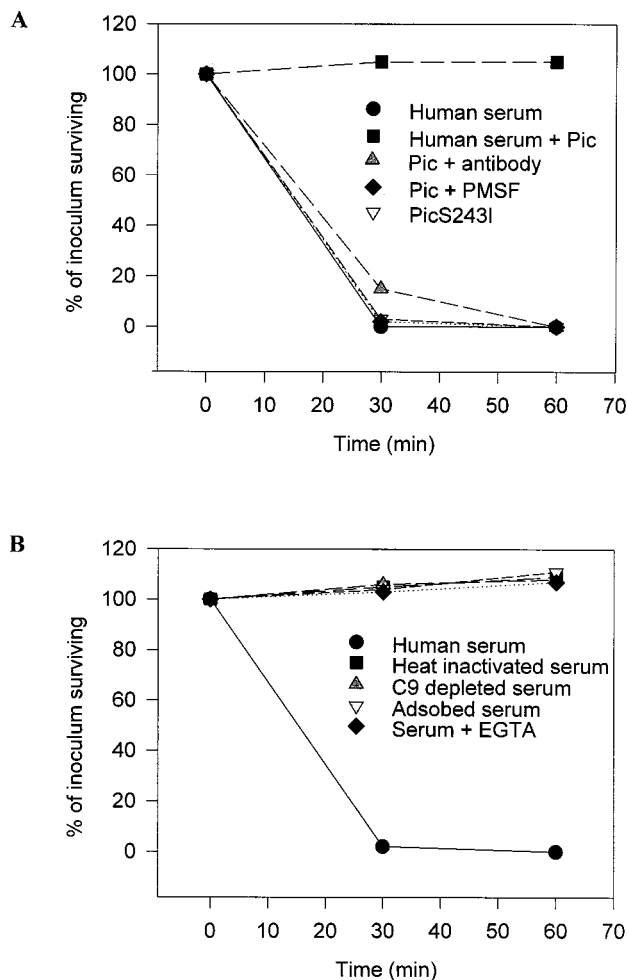 A
120
100
80
60
40
20
0
% of inoculum surviving
Human serum
Human serum + Pic
Pic + antibody
Pic + PMSF
PicS243I
0 10 20 30 40 50 60 70
Time (min)
B
120
100
80
60
40
20
0
% of inoculum surviving
Human serum
Heat inactivated serum
C9 depleted serum
Adsobed serum
Serum + EGTA
0 10 20 30 40 50 60 70
Time (min)